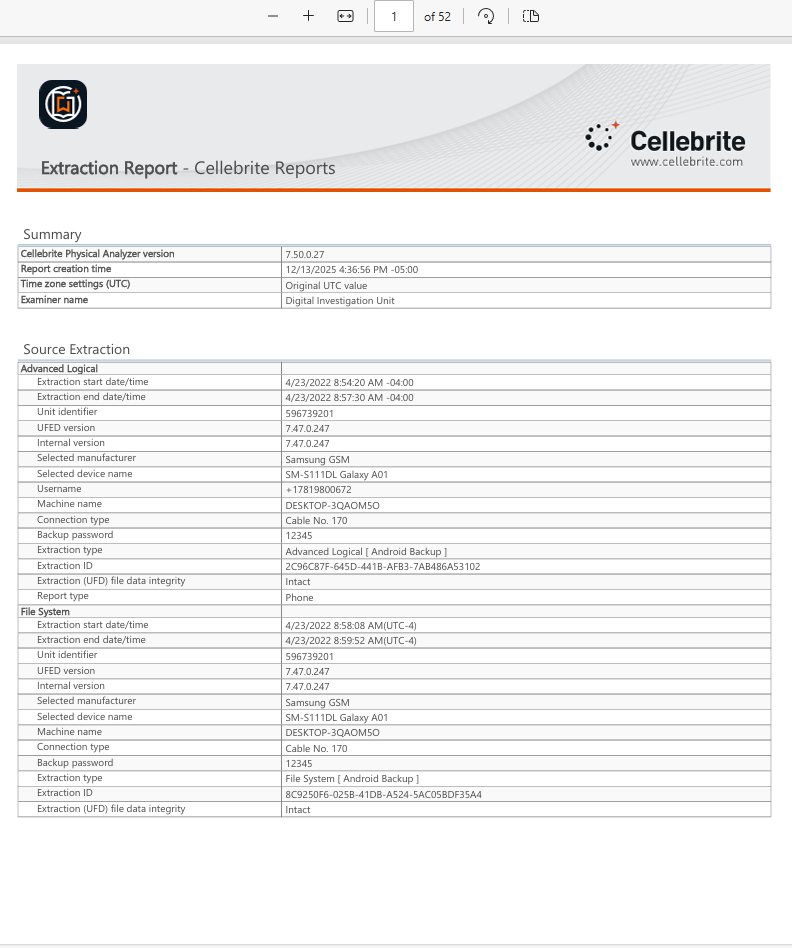 1 of 52
Cellebrite
www.cellebrite.com
Extraction Report - Cellebrite Reports
Summary
Cellebrite Physical Analyzer version 7.50.0.27
Report creation time 12/13/2025 4:36:56 PM -05:00
Time zone settings (UTC) Original UTC value
Examiner name Digital Investigation Unit
Source Extraction
Advanced Logical
Extraction start date/time 4/23/2022 8:54:20 AM -04:00
Extraction end date/time 4/23/2022 8:57:30 AM -04:00
Unit identifier 596739201
UFED version 7.47.0.247
Internal version 7.47.0.247
Selected manufacturer Samsung GSM
Selected device name SM-S111DL Galaxy A01
Username +17819800672
Machine name DESKTOP-3QAOM5O
Connection type Cable No. 170
Backup password 12345
Extraction type Advanced Logical [ Android Backup ]
Extraction ID 2C96C87F-645D-441B-AFB3-7AB486A53102
Extraction (UFD) file data integrity Intact
Report type Phone
File System
Extraction start date/time 4/23/2022 8:58:08 AM(UTC-4)
Extraction end date/time 4/23/2022 8:59:52 AM(UTC-4)
Unit identifier 596739201
UFED version 7.47.0.247
Internal version 7.47.0.247
Selected manufacturer Samsung GSM
Selected device name SM-S111DL Galaxy A01
Machine name DESKTOP-3QAOM5O
Connection type Cable No. 170
Backup password 12345
Extraction type File System [ Android Backup ]
Extraction ID 8C9250F6-025B-41DB-A524-5AC05BDF35A4
Extraction (UFD) file data integrity Intact